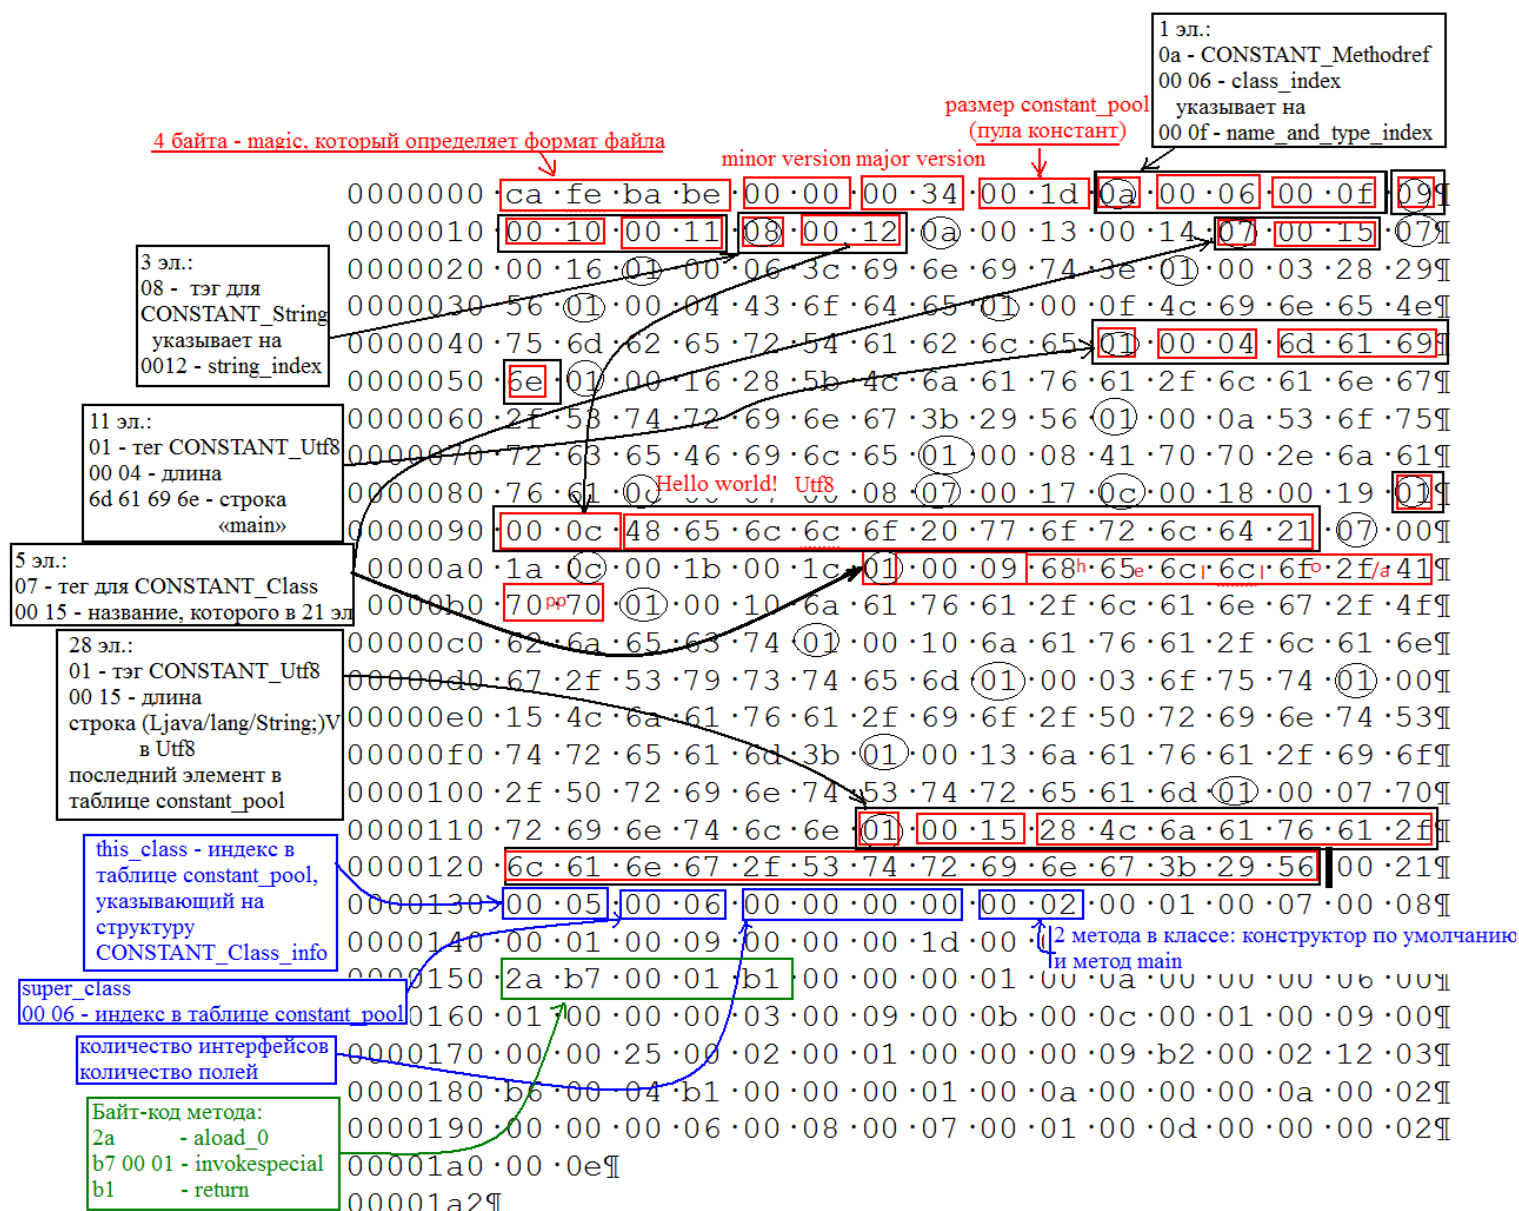 1 эл.:
0a - CONSTANT_Methodref
00 06 - class_index
указывает на
00 0f - name_and_type_index
размер constant_pool
(пула констант)
4 байта - magic, который определяет формат файла
minor version major version
0000000·ca·fe·ba·be·00·00·00·34·00·1d·0a·00·06·00·0f·09¶
0000010·00·10·00·11·08·00·12·0a·00·13·00·14·07·00·15·07¶
0000020·00·16·01·00·06·3c·69·6e·69·74·3e·01·00·03·28·29¶
0000030·56·01·00·04·43·6f·64·65·01·00·0f·4c·69·6e·65·4e¶
0000040·75·6d·62·65·72·54·61·62·6c·65·01·00·04·6d·61·69¶
0000050·6e·01·00·16·28·5b·4c·6a·61·76·61·2f·6c·61·6e·67¶
0000060·2f·53·74·72·69·6e·67·3b·29·56·01·00·0a·53·6f·75¶
0000070·72·63·65·46·69·6c·65·01·00·08·41·70·70·2e·6a·61¶
Hello world! Utf8
0000080·76·61·0c·00·07·00·08·07·00·17·0c·00·18·00·19·01¶
0000090·00·0c·48·65·6c·6c·6f·20·77·6f·72·6c·64·21·07·00¶
00000a0·1a·0c·00·1b·00·1c·01·00·09·68·65·6c·6c·6f·2f·41¶
h e l l o /a
00000b0·70·70·01·00·10·6a·61·76·61·2f·6c·61·6e·67·2f·4f¶
pp
00000c0·62·6a·65·63·74·01·00·10·6a·61·76·61·2f·6c·61·6e¶
00000d0·67·2f·53·79·73·74·65·6d·01·00·03·6f·75·74·01·00¶
00000e0·15·4c·6a·61·76·61·2f·69·6f·2f·50·72·69·6e·74·53¶
00000f0·74·72·65·61·6d·3b·01·00·13·6a·61·76·61·2f·69·6f¶
0000100·2f·50·72·69·6e·74·53·74·72·65·61·6d·01·00·07·70¶
0000110·72·69·6e·74·6c·6e·01·00·15·28·4c·6a·61·76·61·2f¶
0000120·6c·61·6e·67·2f·53·74·72·69·6e·67·3b·29·56·00·21¶
0000130·00·05·00·06·00·00·00·00·00·02·00·01·00·07·00·08¶
0000140·00·01·00·09·00·00·00·1d·00
2 метода в классе: конструктор по умолчанию
и метод main
0000150·2a·b7·00·01·b1·00·00·00·01·00·0a·00·00·00·06·00¶
0000160·01·00·00·00·03·00·09·00·0b·00·0c·00·01·00·09·00¶
0000170·00·00·25·00·02·00·01·00·00·00·09·b2·00·02·12·03¶
0000180·b6·00·04·b1·00·00·00·01·00·0a·00·00·00·0a·00·02¶
0000190·00·00·00·06·00·08·00·07·00·01·00·0d·00·00·00·02¶
00001a0·00·0e¶
00001a2¶
3 эл.:
08 - тэг для
CONSTANT_String
указывает на
0012 - string_index
11 эл.:
01 - тег CONSTANT_Utf8
00 04 - длина
6d 61 69 6e - строка
«main»
5 эл.:
07 - тег для CONSTANT_Class
00 15 - название, которого в 21 эл
28 эл.:
01 - тэг CONSTANT_Utf8
00 15 - длина
строка (Ljava/lang/String;)V
в Utf8
последний элемент в
таблице constant_pool
this_class - индекс в
таблице constant_pool,
указывающий на
структуру
CONSTANT_Class_info
super_class
00 06 - индекс в таблице constant_pool
количество интерфейсов
количество полей
Байт-код метода:
2a - aload_0
b7 00 01 - invokespecial
b1 - return